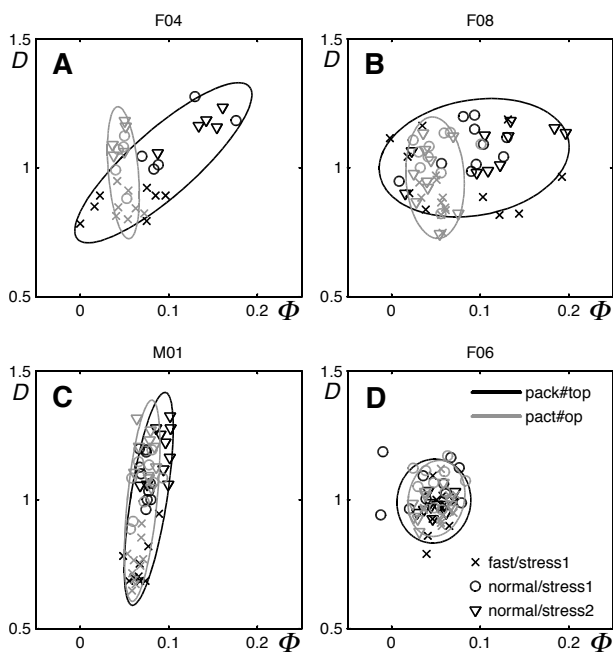 F04
F08
1.5
D
A
1
0.5
0
0.1
0.2
Φ
1.5
D
B
1
0.5
0
0.1
0.2
Φ
M01
F06
1.5
D
C
1
0.5
0
0.1
0.2
Φ
1.5
D
D
pack#top
pact#op
1
fast/stress1
normal/stress1
normal/stress2
0.5
0
0.1
0.2
Φ